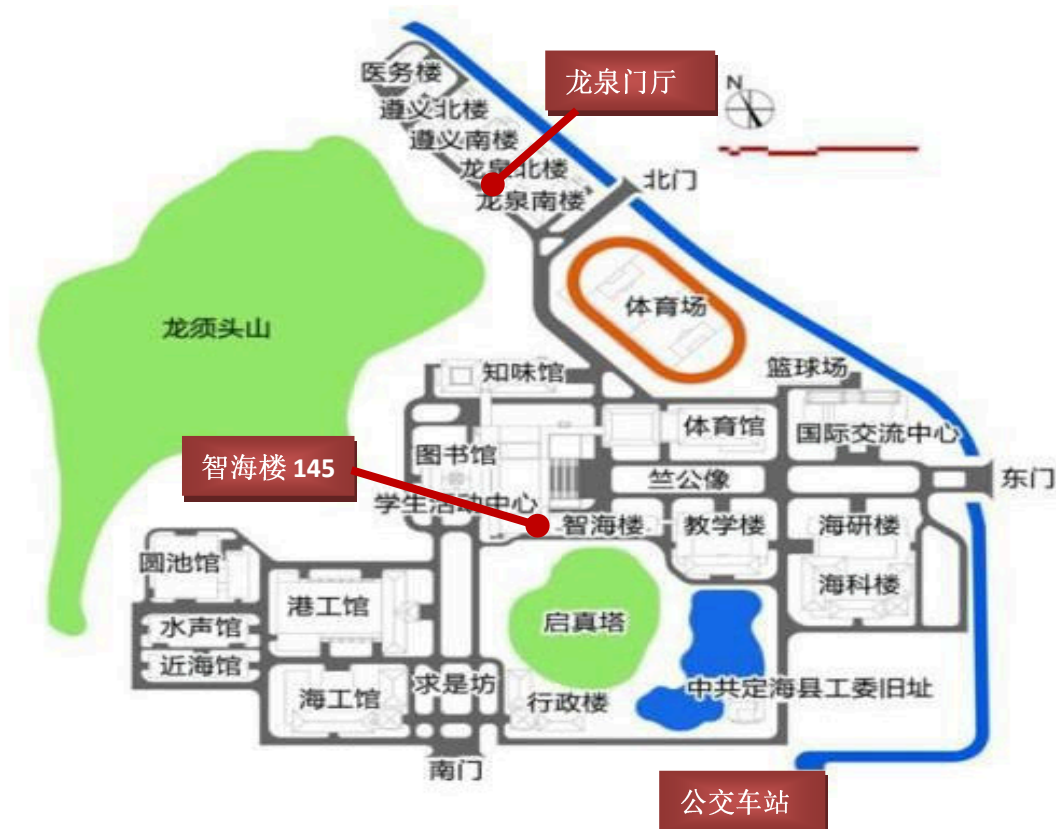 龙泉门厅
医务楼
N
遵义北楼
遵义南楼
龙泉北楼
北门
龙泉南楼
体育场
龙须头山
知味馆
篮球场
体育馆
国际交流中心
图书馆
智海楼 145
竺公像
东门
学生活动中心
智海楼
教学楼
海研楼
圆池馆
海科楼
港工馆
启真塔
水声馆
近海馆
求是坊
中共定海县工委旧址
海工馆
行政楼
南门
公交车站